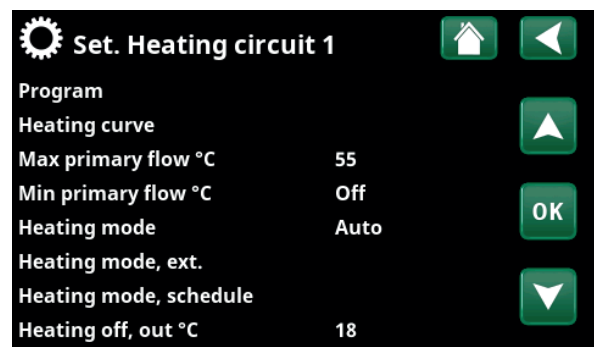 Set. Heating circuit 1
Program
Heating curve
Max primary flow °C 55
Min primary flow °C Off
Heating mode Auto
OK
Heating mode, ext.
Heating mode, schedule
Heating off, out °C 18